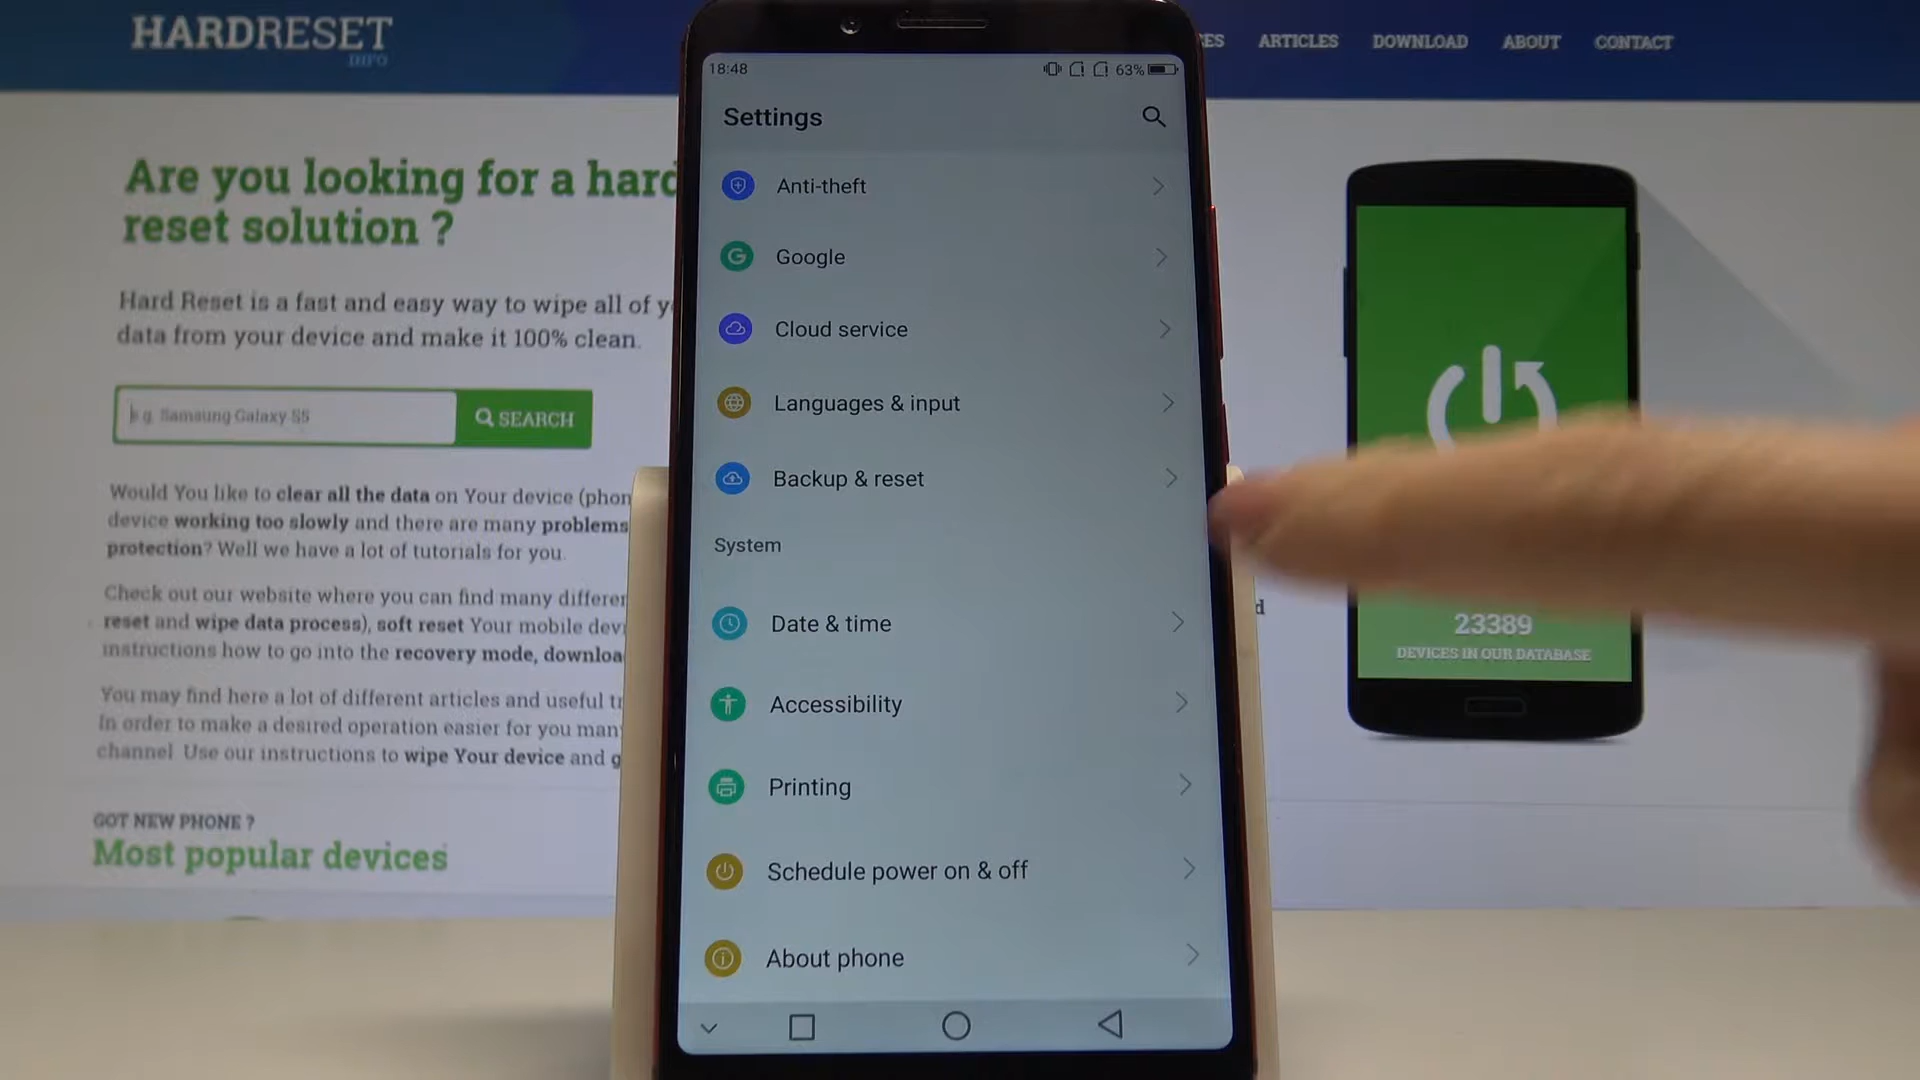 HARDRESET
INFO
ARTICLES
DOWNLOAD
ABOUT
CONTACT
Are you looking for a hard
reset solution ?
Hard Reset is a fast and easy way to wipe all of
data from your device and make it 100% clean.
e.g. Samsung Galaxy S5
SEARCH
Would You like to clear all the data on Your device
device working too slowly and there are many problems
protection? Well we have a lot of tutorials for you.
Check out our website where you can find many
reset and wipe data process), soft reset Your mobile
instructions how to go into the recovery mode,
You may find here a lot of different articles and useful
In order to make a desired operation easier for you
channel. Use our instructions to wipe Your device and
GOT NEW PHONE ?
Most popular devices
18:48
63%
Settings
Anti-theft
Google
Cloud service
Languages & input
Backup & reset
System
Date & time
Accessibility
Printing
Schedule power on & off
About phone
23389
DEVICES IN OUR DATABASE